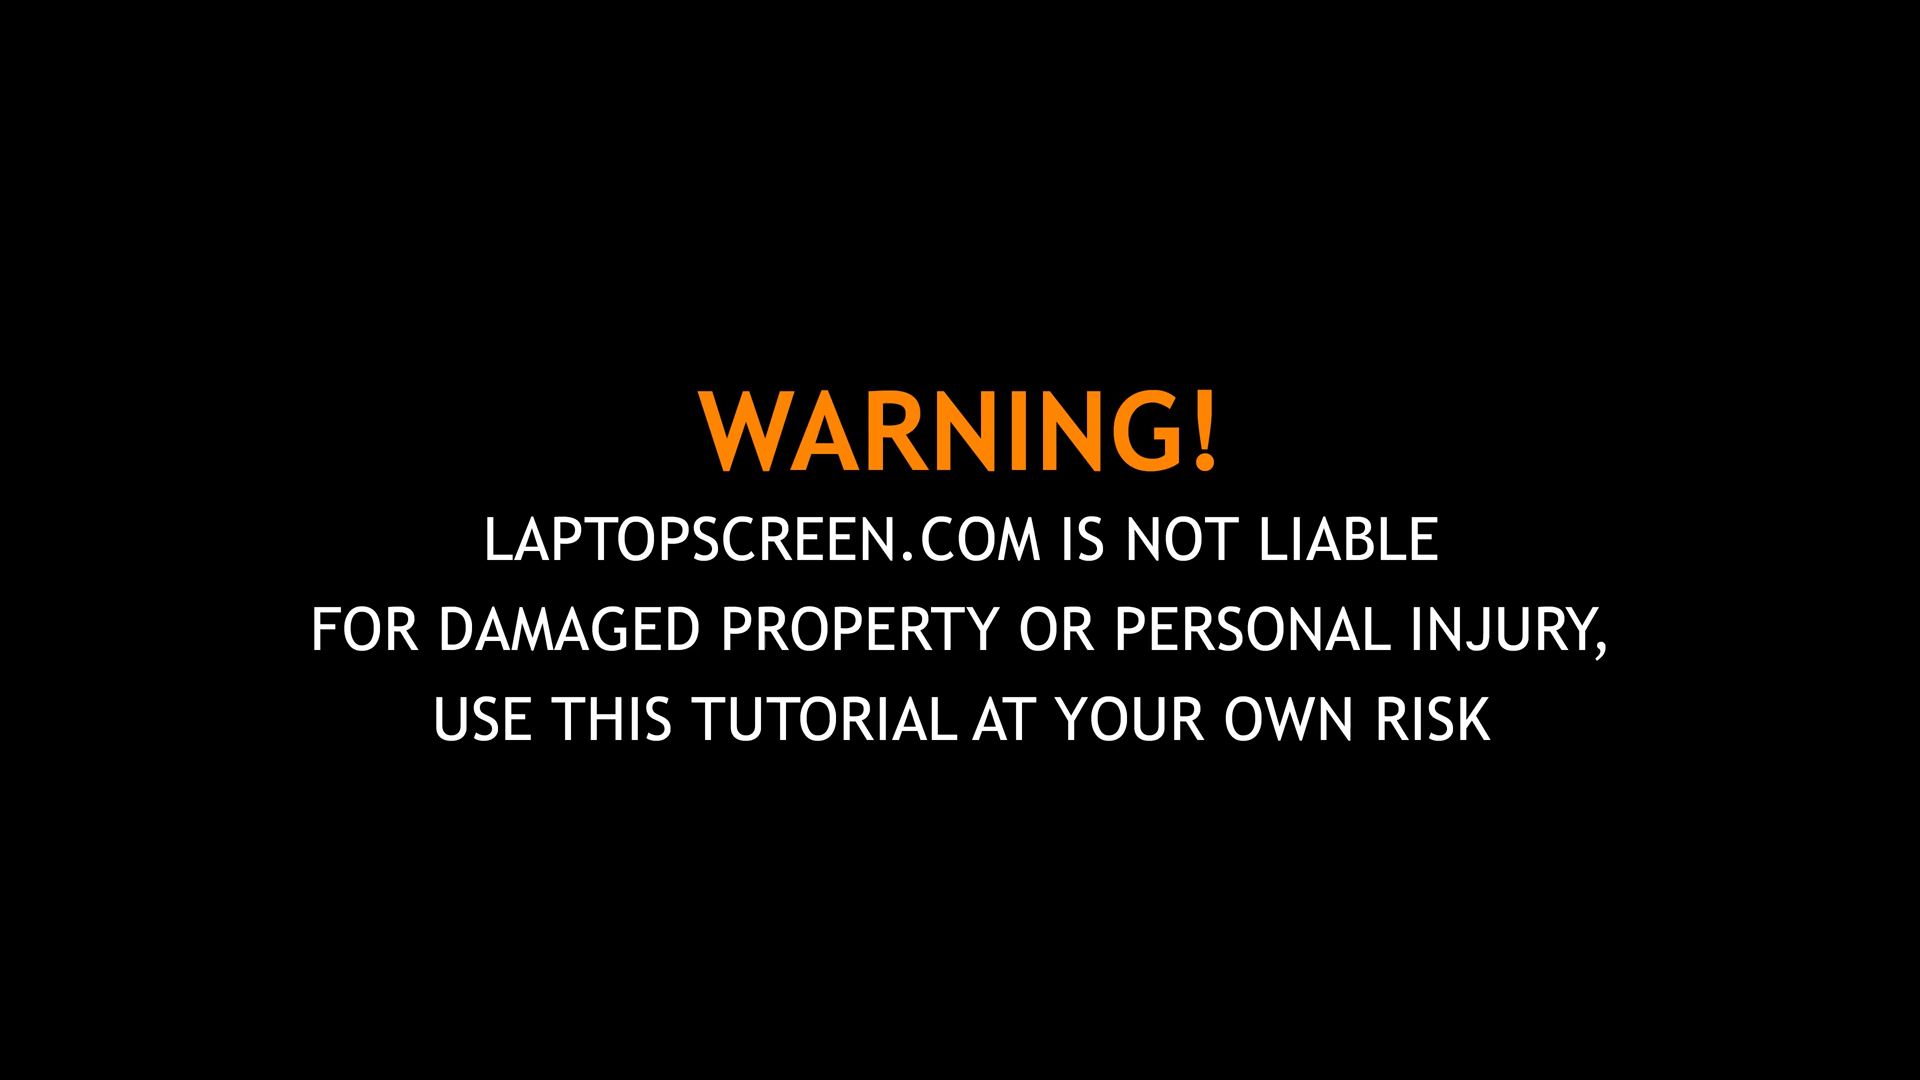 WARNING!
LAPTOPSCREEN.COM IS NOT LIABLE
FOR DAMAGED PROPERTY OR PERSONAL INJURY,
USE THIS TUTORIAL AT YOUR OWN RISK